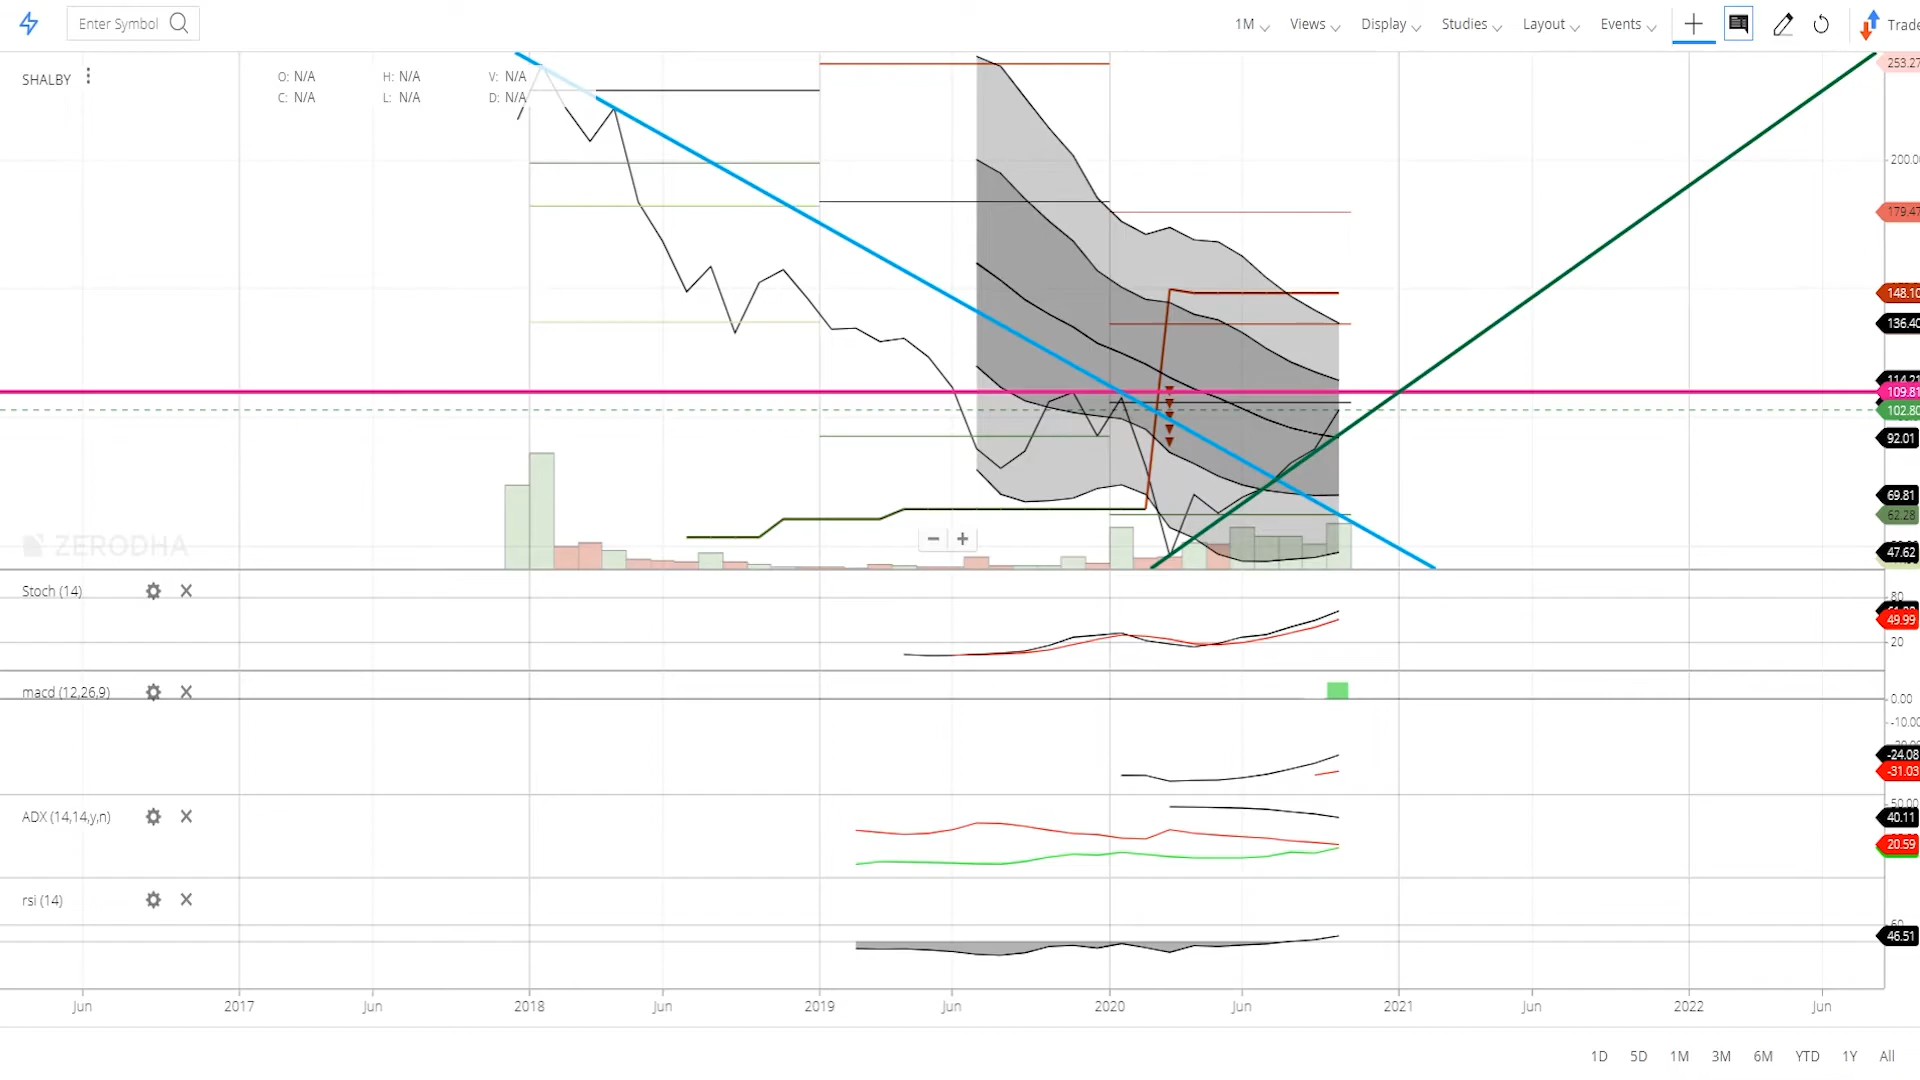 Enter Symbol 1M Views Display Studies Layout Events Trade
SHALBY O: N/A H: N/A V: N/A
C: N/A L: N/A D: N/A
253.27
200.0
179.47
148.10
136.40
109.81
102.80
92.01
69.81
62.28
47.62
ZERODHA
Stoch (14)
80
49.99
20
macd (12,26,9)
0.00
-10.00
-24.08
-31.03
ADX (14,14,y,n)
50.00
40.11
20.59
rsi (14)
60
46.51
Jun 2017 Jun 2018 Jun 2019 Jun 2020 Jun 2021 Jun 2022 Jun
1D 5D 1M 3M 6M YTD 1Y All